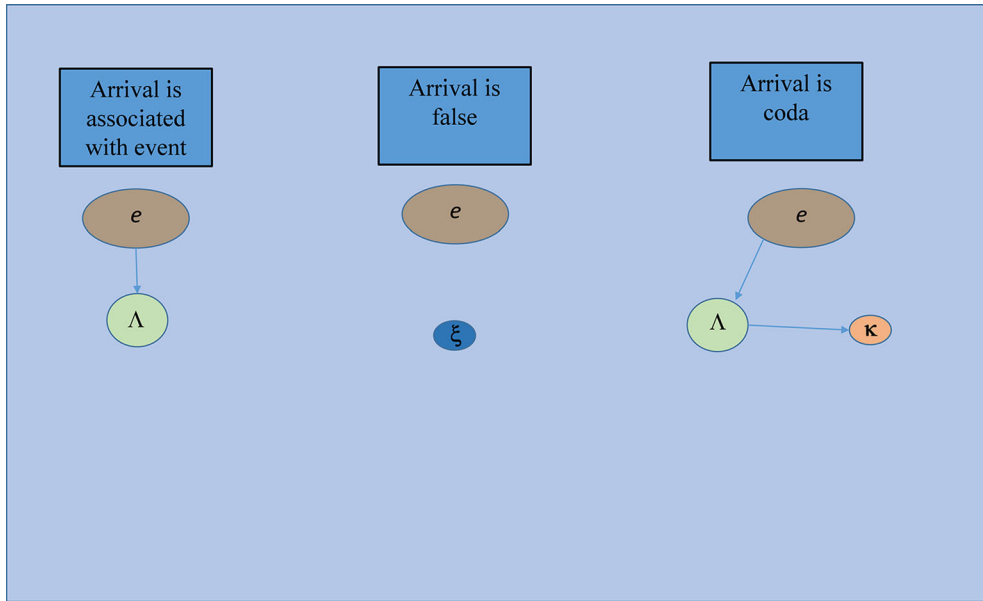 Arrival is
associated
with event
e
Λ
Arrival is
false
e
ξ
Arrival is
coda
e
Λ
κ